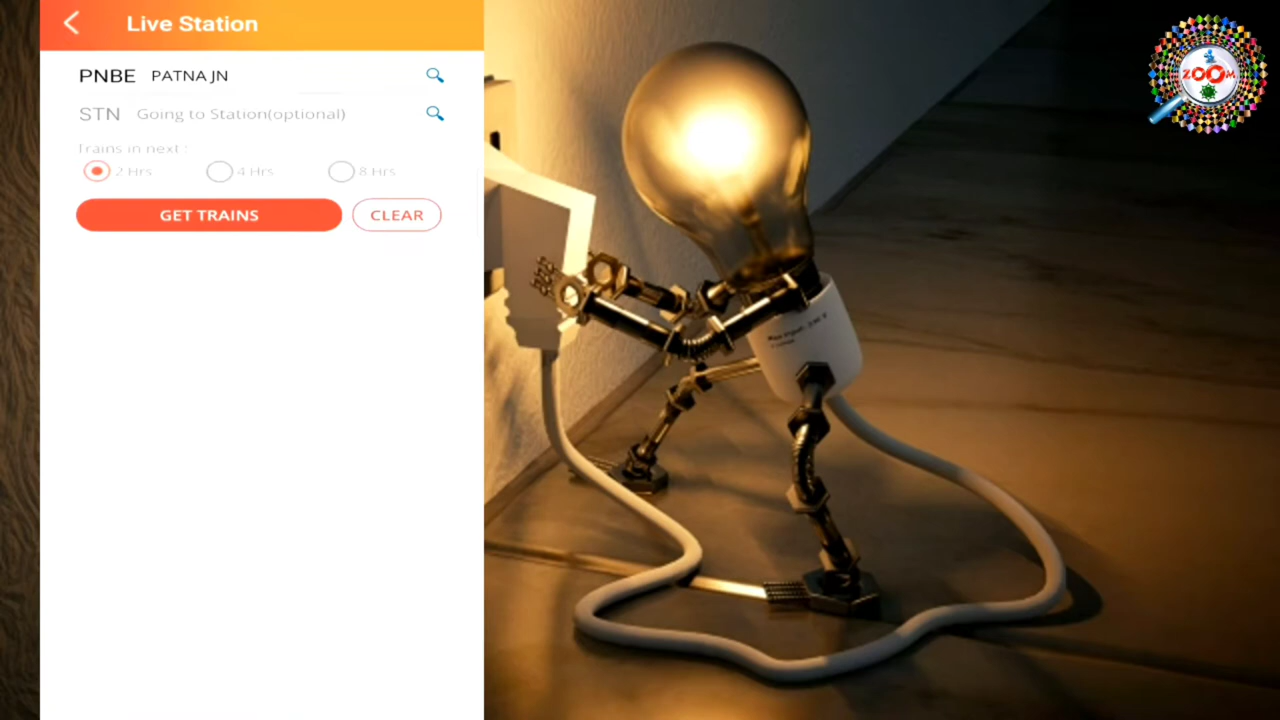 Live Station
PNBE PATNA JN
STN Going to Station(optional)
Trains in next :
2 Hrs 4 Hrs 8 Hrs
GET TRAINS CLEAR
ZOOM